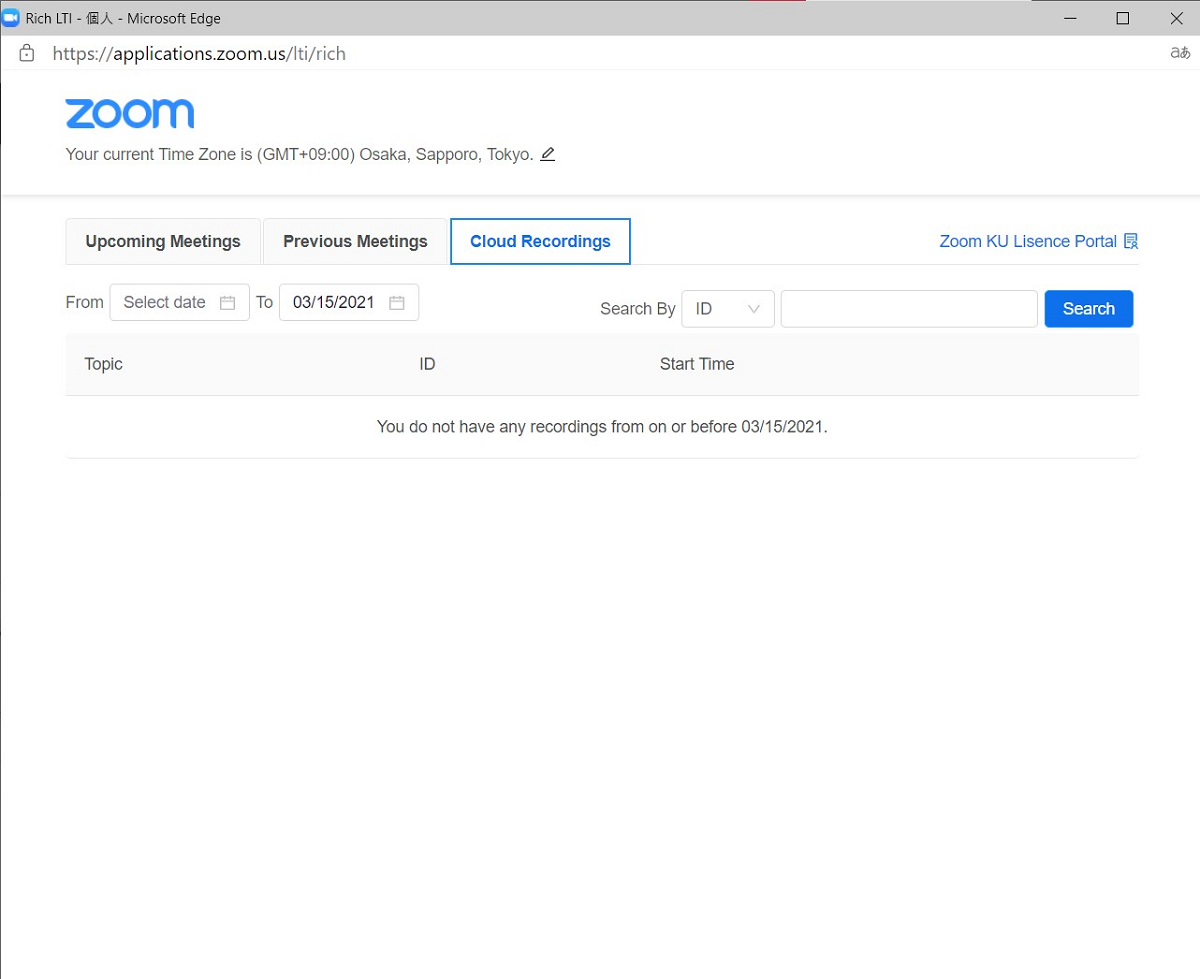 Rich LTI - 個人 - Microsoft Edge
https://applications.zoom.us/lti/rich
aあ
zoom
Your current Time Zone is (GMT+09:00) Osaka, Sapporo, Tokyo.
Upcoming Meetings Previous Meetings Cloud Recordings Zoom KU Lisence Portal
From Select date To 03/15/2021 Search By ID Search
Topic ID Start Time
You do not have any recordings from on or before 03/15/2021.